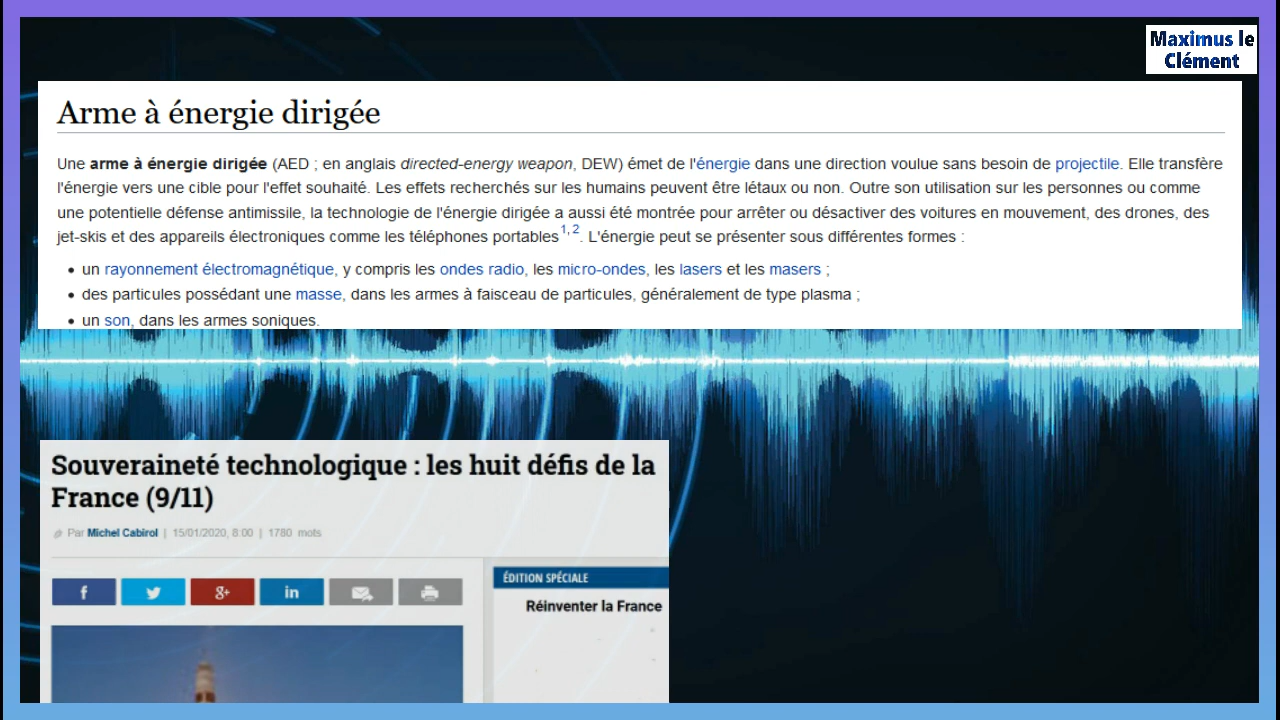 Maximus le
Clément
Arme à énergie dirigée
Une arme à énergie dirigée (AED ; en anglais directed-energy weapon, DEW) émet de l'énergie dans une direction voulue sans besoin de projectile. Elle transfère
l'énergie vers une cible pour l'effet souhaité. Les effets recherchés sur les humains peuvent être létaux ou non. Outre son utilisation sur les personnes ou comme
une potentielle défense antimissile, la technologie de l'énergie dirigée a aussi été montrée pour arrêter ou désactiver des voitures en mouvement, des drones, des
jet-skis et des appareils électroniques comme les téléphones portables1, 2. L'énergie peut se présenter sous différentes formes :
• un rayonnement électromagnétique, y compris les ondes radio, les micro-ondes, les lasers et les masers ;
• des particules possédant une masse, dans les armes à faisceau de particules, généralement de type plasma ;
• un son, dans les armes soniques.
Souveraineté technologique : les huit défis de la
France (9/11)
Par Michel Cabirol | 15/01/2020, 8:00 | 1780 mots
f 8+ in
ÉDITION SPÉCIALE
Réinventer la France